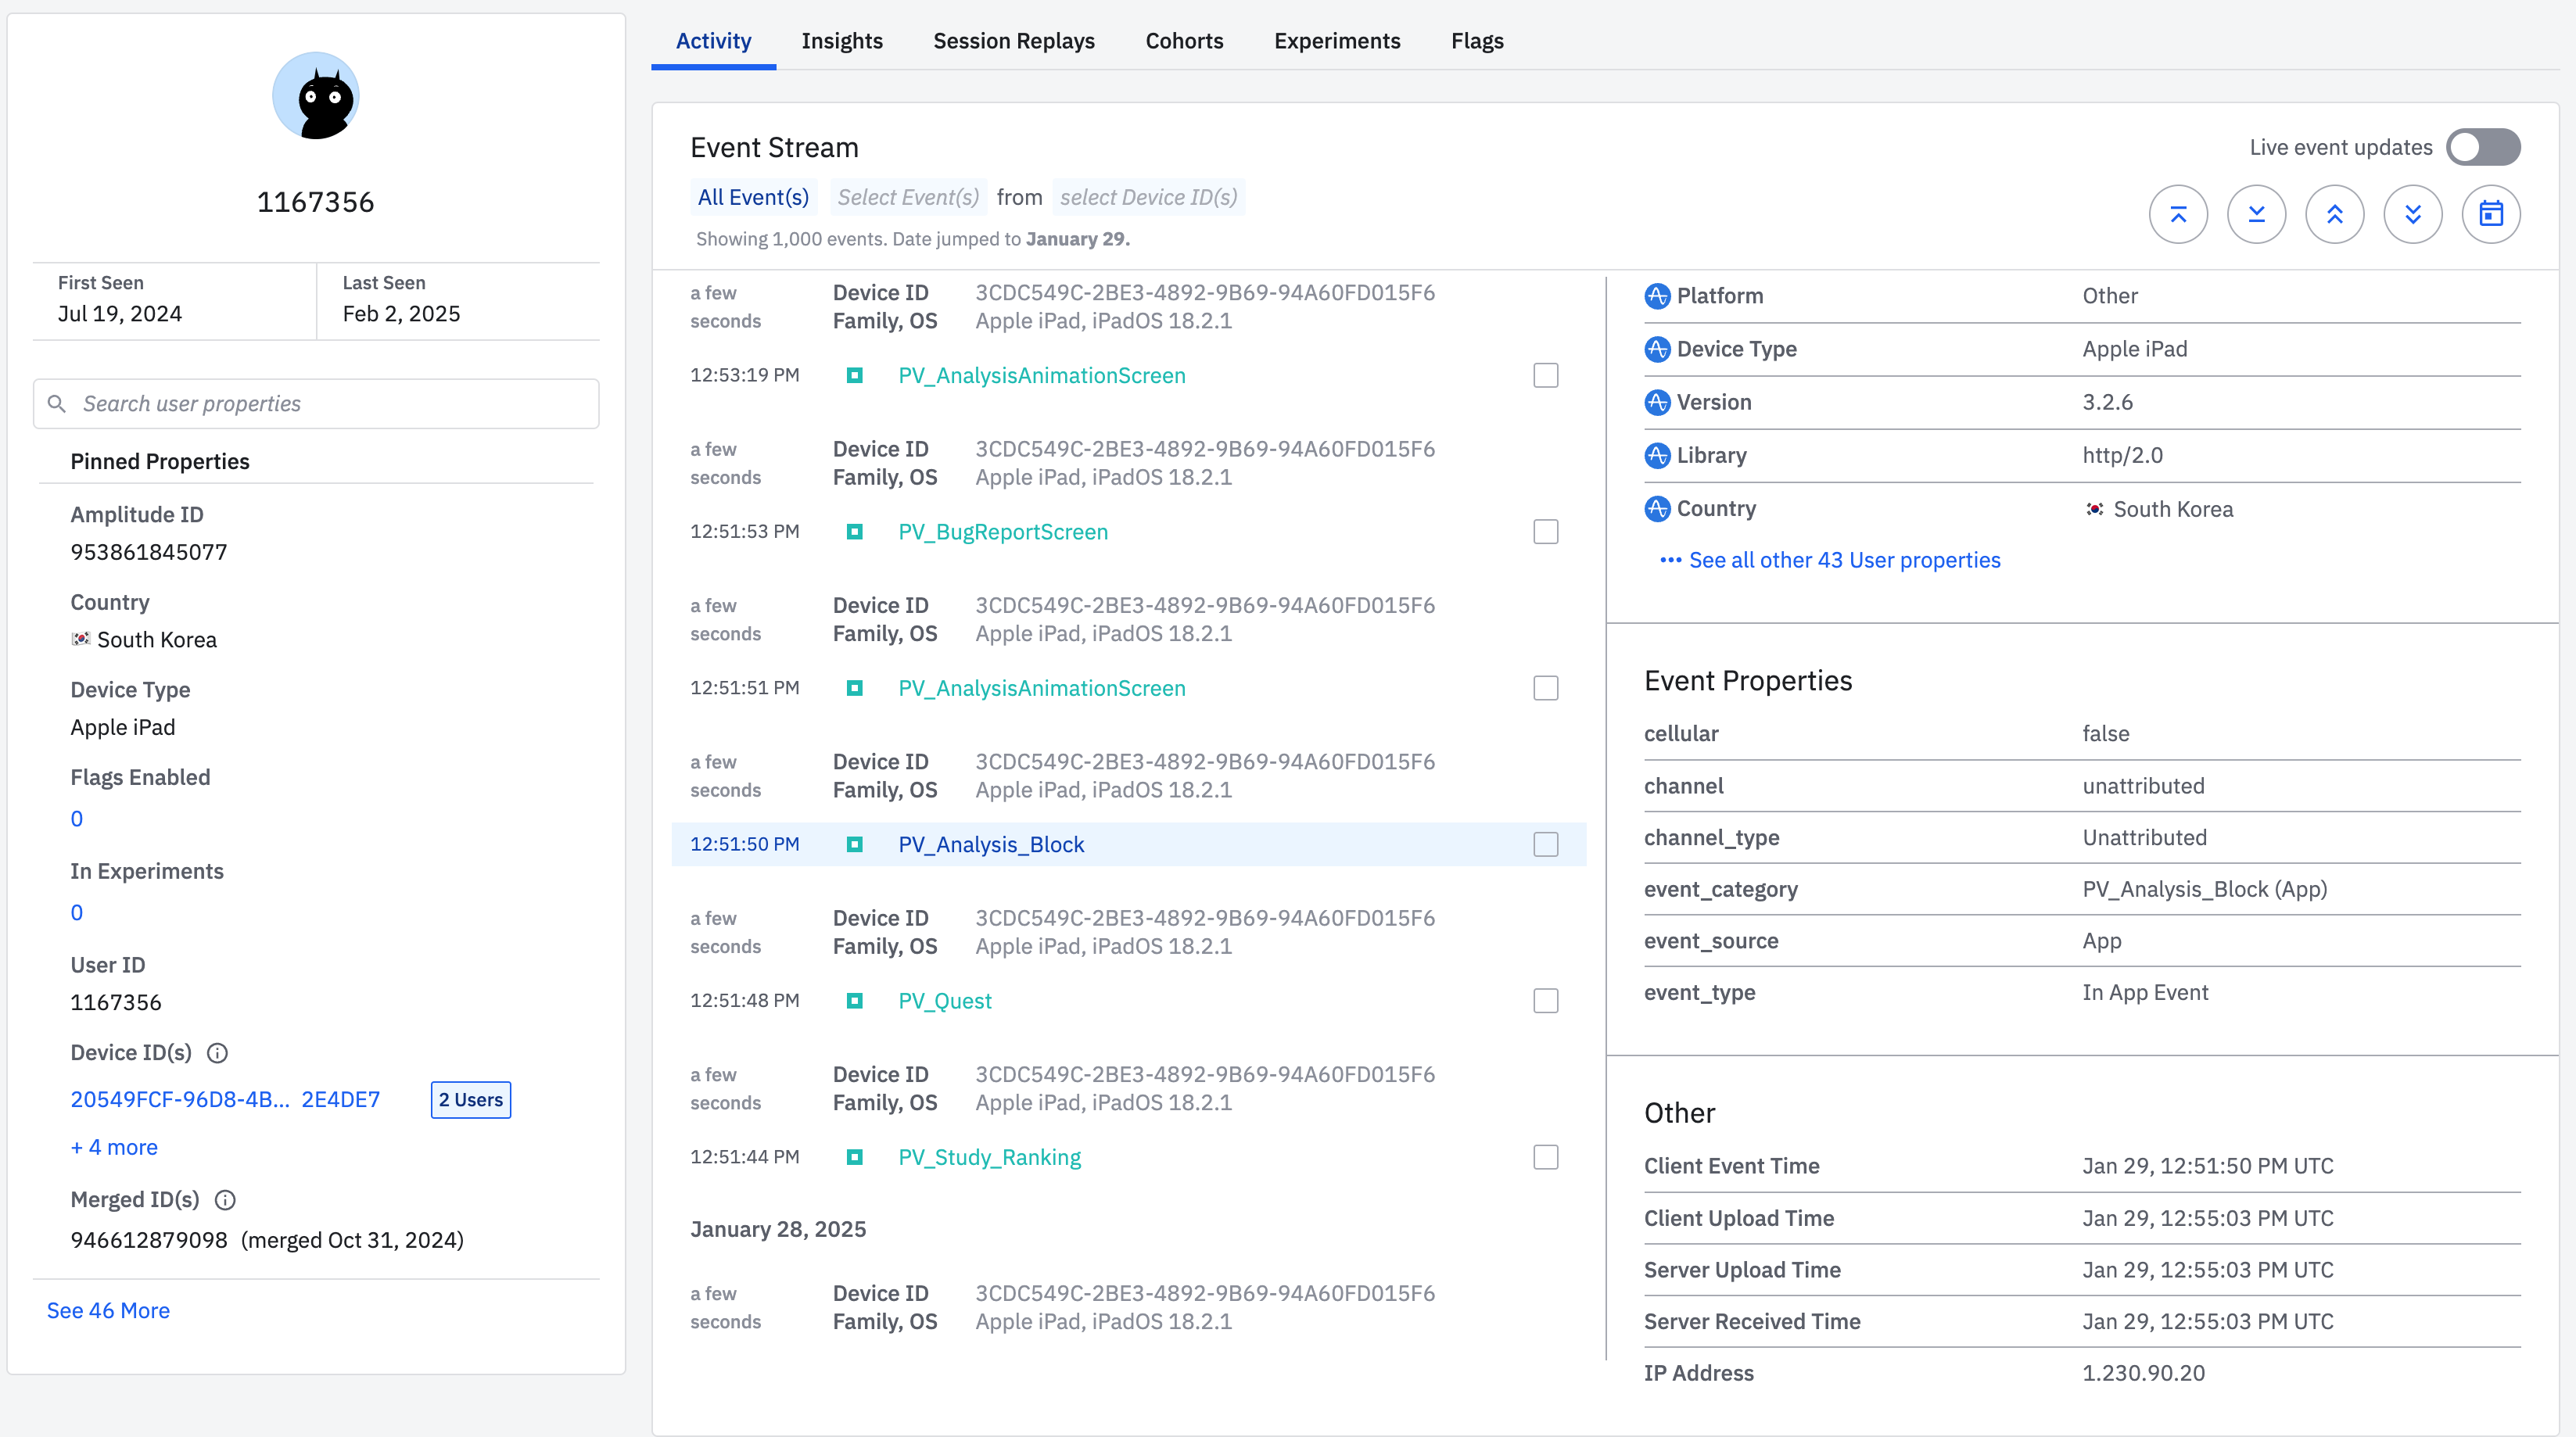 1167356
First Seen
Jul 19, 2024
Last Seen
Feb 2, 2025
Search user properties
Pinned Properties
Amplitude ID
953861845077
Country
South Korea
Device Type
Apple iPad
Flags Enabled
0
In Experiments
0
User ID
1167356
Device ID(s)
20549FCF-96D8-4B... 2E4DE7
2 Users
+ 4 more
Merged ID(s)
946612879098 (merged Oct 31, 2024)
See 46 More
Activity Insights Session Replays Cohorts Experiments Flags
Event Stream
Live event updates
All Event(s) Select Event(s) from select Device ID(s)
Showing 1,000 events. Date jumped to January 29.
a few seconds
Device ID 3CDC549C-2BE3-4892-9B69-94A60FD015F6
Family, OS Apple iPad, iPadOS 18.2.1
12:53:19 PM PV_AnalysisAnimationScreen
a few seconds
Device ID 3CDC549C-2BE3-4892-9B69-94A60FD015F6
Family, OS Apple iPad, iPadOS 18.2.1
12:51:53 PM PV_BugReportScreen
a few seconds
Device ID 3CDC549C-2BE3-4892-9B69-94A60FD015F6
Family, OS Apple iPad, iPadOS 18.2.1
12:51:51 PM PV_AnalysisAnimationScreen
a few seconds
Device ID 3CDC549C-2BE3-4892-9B69-94A60FD015F6
Family, OS Apple iPad, iPadOS 18.2.1
12:51:50 PM PV_Analysis_Block
a few seconds
Device ID 3CDC549C-2BE3-4892-9B69-94A60FD015F6
Family, OS Apple iPad, iPadOS 18.2.1
12:51:48 PM PV_Quest
a few seconds
Device ID 3CDC549C-2BE3-4892-9B69-94A60FD015F6
Family, OS Apple iPad, iPadOS 18.2.1
12:51:44 PM PV_Study_Ranking
January 28, 2025
a few seconds
Device ID 3CDC549C-2BE3-4892-9B69-94A60FD015F6
Family, OS Apple iPad, iPadOS 18.2.1
Platform Other
Device Type Apple iPad
Version 3.2.6
Library http/2.0
Country South Korea
••• See all other 43 User properties
Event Properties
cellular false
channel unattributed
channel_type Unattributed
event_category PV_Analysis_Block (App)
event_source App
event_type In App Event
Other
Client Event Time Jan 29, 12:51:50 PM UTC
Client Upload Time Jan 29, 12:55:03 PM UTC
Server Upload Time Jan 29, 12:55:03 PM UTC
Server Received Time Jan 29, 12:55:03 PM UTC
IP Address 1.230.90.20